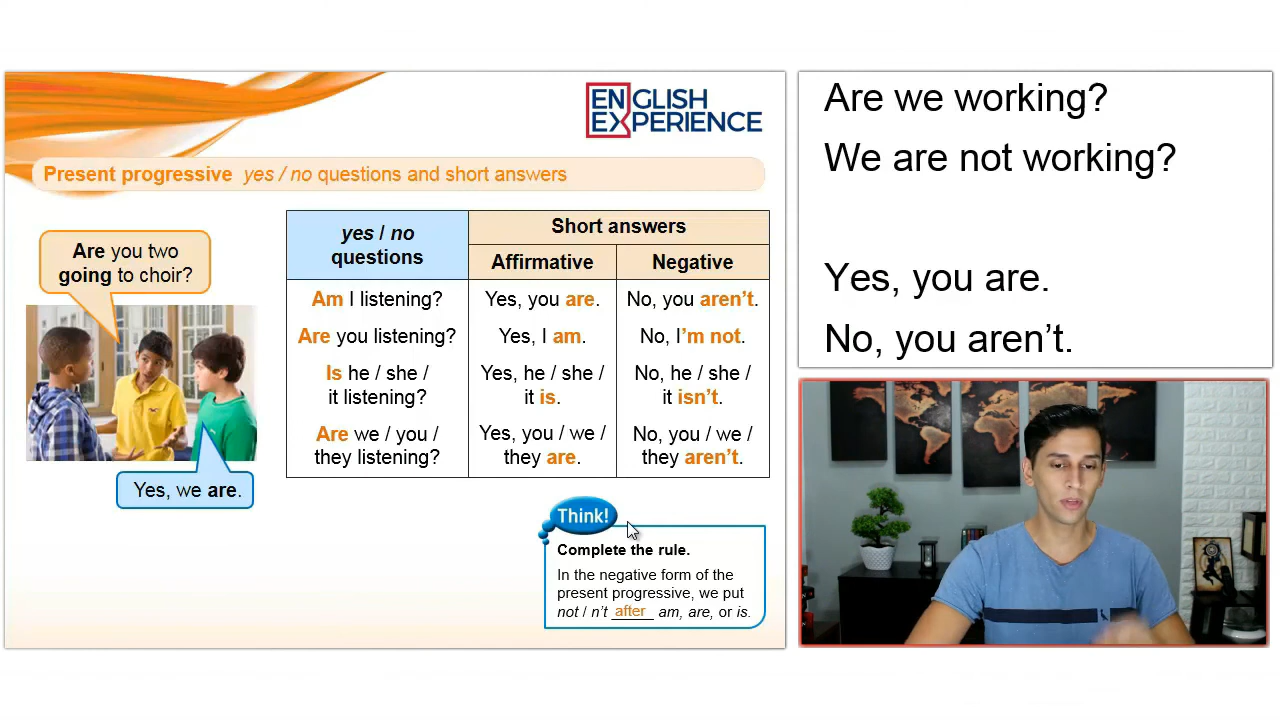 ENGLISH
EXPERIENCE
Present progressive yes / no questions and short answers
Are you two
going to choir?
Yes, we are.
yes / no
questions
Short answers
Affirmative
Negative
Am I listening?
Yes, you are.
No, you aren't.
Are you listening?
Yes, I am.
No, I'm not.
Is he / she /
it listening?
Yes, he / she /
it is.
No, he / she /
it isn't.
Are we / you /
they listening?
Yes, you / we /
they are.
No, you / we /
they aren't.
Think!
Complete the rule.
In the negative form of the
present progressive, we put
not / n't after am, are, or is.
Are we working?
We are not working?
Yes, you are.
No, you aren't.